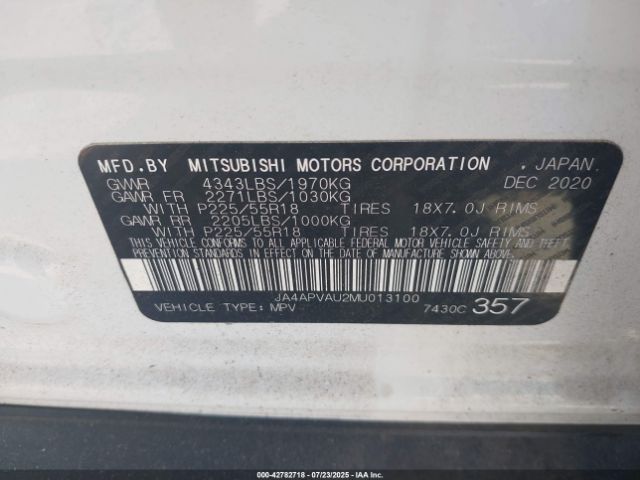 MFD.BY MITSUBISHI MOTORS CORPORATION . JAPAN
GVWR 4343LBS/1970KG DEC 2020
GAWR FR 2271LBS/1030KG
WITH P225/55R18 TIRES 18X7.0J RIMS
GAWR RR 2205LBS/1000KG
WITH P225/55R18 TIRES 18X7.0J RIMS
THIS VEHICLE CONFORMS TO ALL APPLICABLE FEDERAL MOTOR VEHICLE SAFETY AND THEFT
PREVENTION STANDARDS IN EFFECT ON THE DATE OF MANUFACTURE SHOWN ABOVE.
JA4APVAU2MU013100
VEHICLE TYPE: MPV 7430C 357
000-42782718 - 07/23/2025 - IAAI.COM